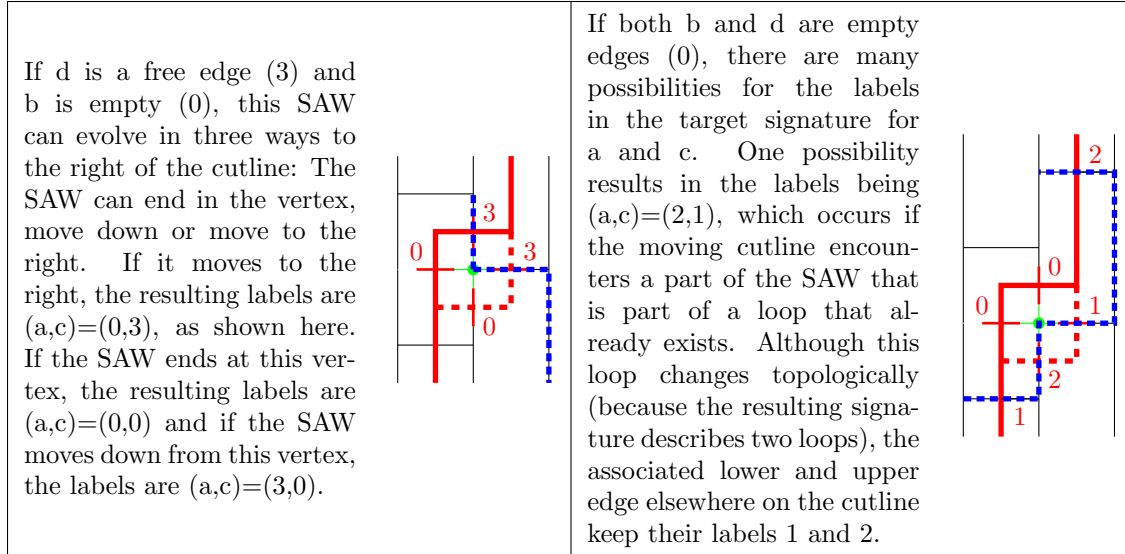 If d is a free edge (3) and
b is empty (0), this SAW
can evolve in three ways to
the right of the cutline: The
SAW can end in the vertex,
move down or move to the
right. If it moves to the
right, the resulting labels are
(a,c)=(0,3), as shown here.
If the SAW ends at this ver-
tex, the resulting labels are
(a,c)=(0,0) and if the SAW
moves down from this vertex,
the labels are (a,c)=(3,0).
3
0
3
0
If both b and d are empty
edges (0), there are many
possibilities for the labels
in the target signature for
a and c. One possibility
results in the labels being
(a,c)=(2,1), which occurs if
the moving cutline encoun-
ters a part of the SAW that
is part of a loop that al-
ready exists. Although this
loop changes topologically
(because the resulting signa-
ture describes two loops), the
associated lower and upper
edge elsewhere on the cutline
keep their labels 1 and 2.
2
0
0
1
2
1